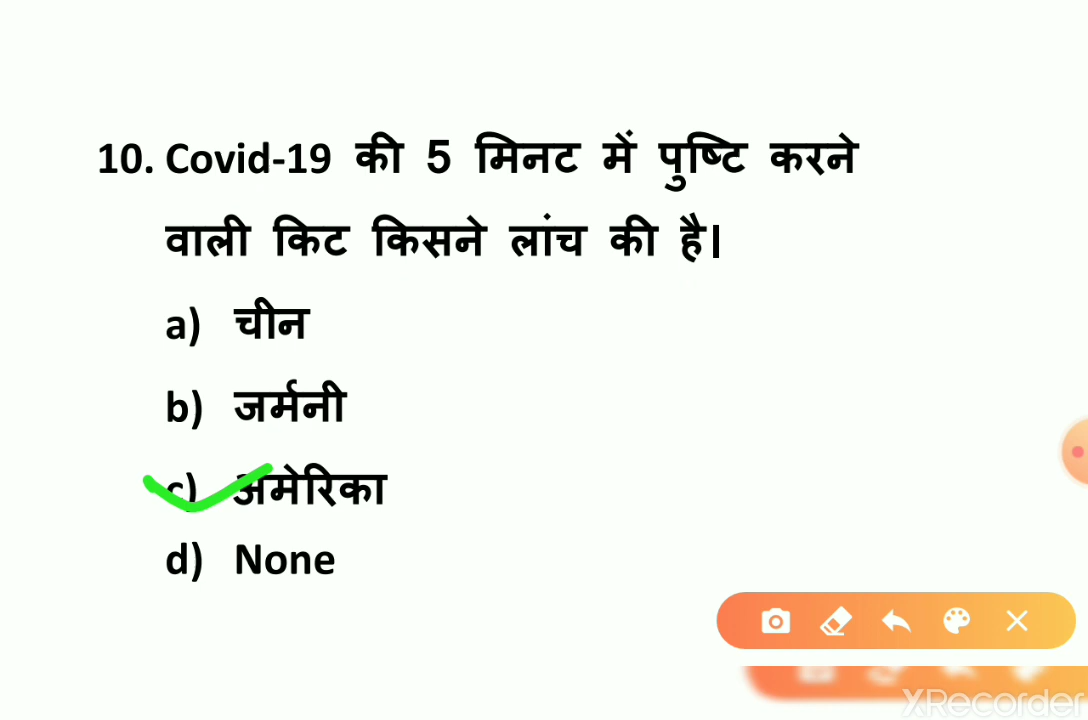 10. Covid-19 की 5 मिनट में पुष्टि करने
वाली किट किसने लांच की है।
a) चीन
b) जर्मनी
c) अमेरिका
d) None
XRecorder